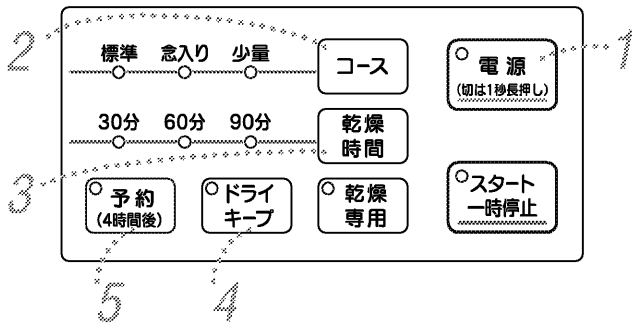 2
標準 念入り 少量
コース
1
電源
(切は1秒長押し)
30分 60分 90分
乾燥
時間
3
予約
(4時間後)
ドライ
キープ
乾燥
専用
スタート
一時停止
5
4